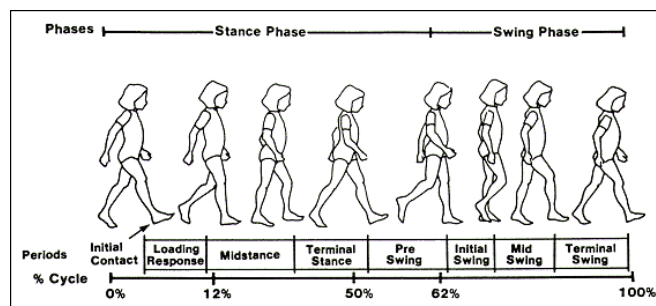 Phases Stance Phase Swing Phase
Periods Initial Contact Loading Response Midstance Terminal Stance Pre Swing Initial Swing Mid Swing Terminal Swing
% Cycle
0% 12% 50% 62% 100%